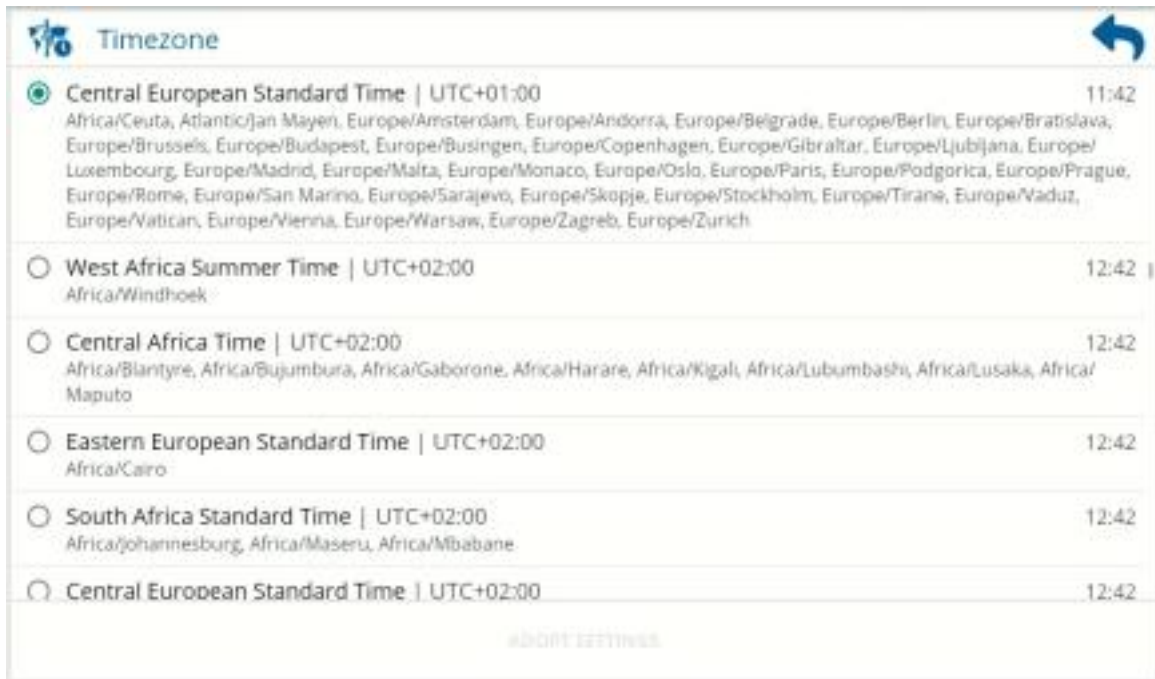 Timezone
Central European Standard Time | UTC+01:00 11:42
Africa/Ceuta, Atlantic/Jan Mayen, Europe/Amsterdam, Europe/Andorra, Europe/Belgrade, Europe/Berlin, Europe/Bratislava,
Europe/Brussels, Europe/Budapest, Europe/Busingen, Europe/Copenhagen, Europe/Gibraltar, Europe/Ljubljana, Europe/
Luxembourg, Europe/Madrid, Europe/Malta, Europe/Monaco, Europe/Oslo, Europe/Paris, Europe/Podgorica, Europe/Prague,
Europe/Rome, Europe/San Marino, Europe/Sarajevo, Europe/Skopje, Europe/Stockholm, Europe/Tirane, Europe/Vaduz,
Europe/Vatican, Europe/Vienna, Europe/Warsaw, Europe/Zagreb, Europe/Zurich
West Africa Summer Time | UTC+02:00 12:42
Africa/Windhoek
Central Africa Time | UTC+02:00 12:42
Africa/Blantyre, Africa/Bujumbura, Africa/Gaborone, Africa/Harare, Africa/Kigali, Africa/Lubumbashi, Africa/Lusaka, Africa/
Maputo
Eastern European Standard Time | UTC+02:00 12:42
Africa/Cairo
South Africa Standard Time | UTC+02:00 12:42
Africa/Johannesburg, Africa/Maseru, Africa/Mbabane
Central European Standard Time | UTC+02:00 12:42
ADOPT SETTINGS